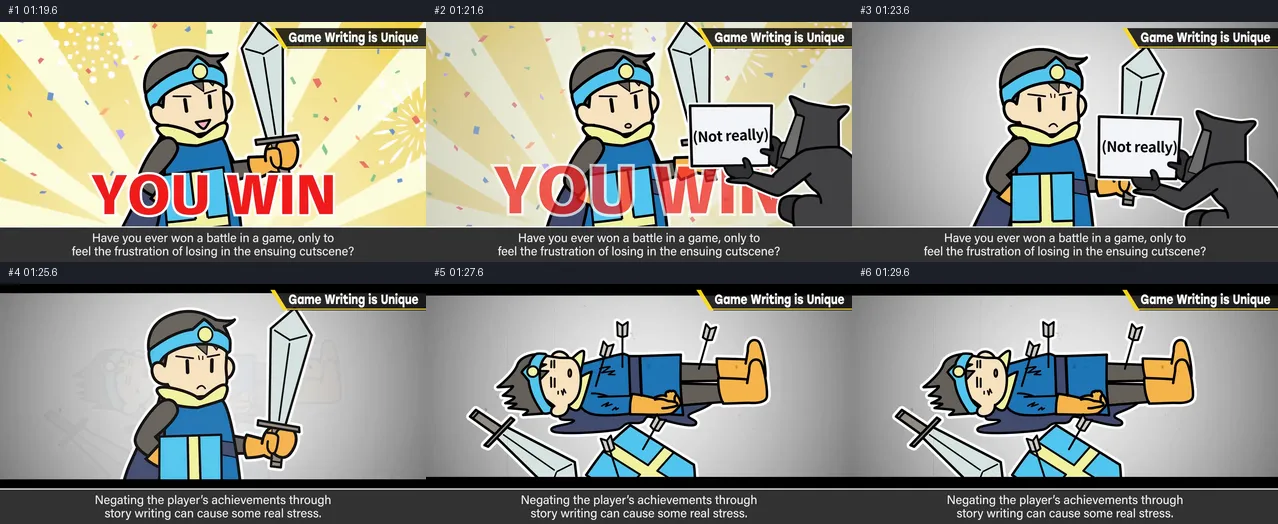 #1 01:19.6
Game Writing is Unique
YOU WIN
Have you ever won a battle in a game, only to
feel the frustration of losing in the ensuing cutscene?
#2 01:21.6
Game Writing is Unique
(Not really)
YOU WIN
Have you ever won a battle in a game, only to
feel the frustration of losing in the ensuing cutscene?
#3 01:23.6
Game Writing is Unique
(Not really)
Have you ever won a battle in a game, only to
feel the frustration of losing in the ensuing cutscene?
#4 01:25.6
Game Writing is Unique
Negating the player's achievements through
story writing can cause some real stress.
#5 01:27.6
Game Writing is Unique
Negating the player's achievements through
story writing can cause some real stress.
#6 01:29.6
Game Writing is Unique
Negating the player's achievements through
story writing can cause some real stress.